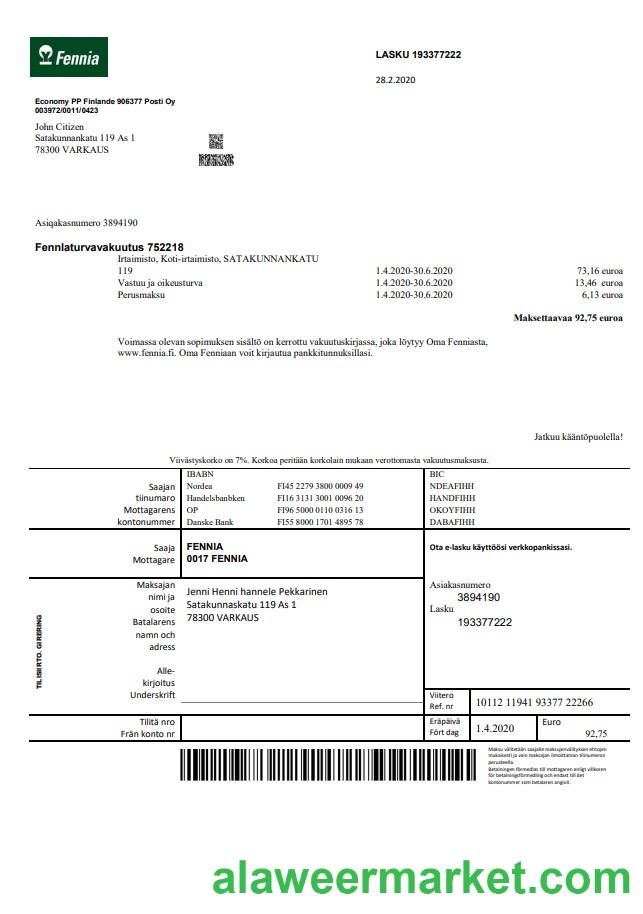 Fennia
LASKU 193377222
28.2.2020
Economy PP Finlande 906377 Posti Oy
003972/0011/0423
John Citizen
Satakunnankatu 119 As 1
78300 VARKAUS
Asiqakasnumero 3894190
Fennlaturvavakuutus 752218
Irtaimisto, Koti-irtaimisto, SATAKUNNANKATU
119 1.4.2020-30.6.2020 73,16 euroa
Vastuu ja oikeusturva 1.4.2020-30.6.2020 13,46 euroa
Perusmaksu 1.4.2020-30.6.2020 6,13 euroa
Maksettaavaa 92,75 euroa
Voimassa olevan sopimuksen sisältö on kerrottu vakuutuskirjassa, joka löytyy Oma Fenniasta,
www.fennia.fi. Oma Fenniaan voit kirjautua pankkitunnuksillasi.
Jatkuu kääntöpuolella!
Viivästyskorko on 7%. Korkoa peritään korkolain mukaan verottomasta vakuutusmaksusta.
IBABN BIC
Saajan Nordea FI45 2279 3800 0009 49 NDEAFIHH
tiinumaro Handelsbanbken FI16 3131 3001 0096 20 HANDFIHH
Mottagarens OP FI96 5000 0110 0316 13 OKOYFIHH
kontonummer Danske Bank FI55 8000 1701 4895 78 DABAFIHH
Saaja FENNIA Ota e-lasku käyttöösi verkkopankissasi.
Mottagare 0017 FENNIA
Maksajan
nimi ja
osoite
Batalarens
namn och
adress
Jenni Henni hannele Pekkarinen
Satakunnaskatu 119 As 1
78300 VARKAUS
Asiakasnumero
3894190
Lasku
193377222
TILISIIRTO. GIRERING
Alle-
kirjoitus
Underskrift
Viitero
Ref. nr
10112 11941 93377 22266
Tilitä nro
Från konto nr
Eräpäivä
Fört dag
1.4.2020
Euro
92,75
Maksu välitetään saajalle maksujenvälityksen ehtojen
mukaisesti ja vain maksajan ilmoittaman tilinumeron
perusteella.
Betalningen förmedlas till mottagaren enligt villkoren
för betalningsförmedling och endast till det
kontonummer som betalaren angivit.
alaweermarket.com